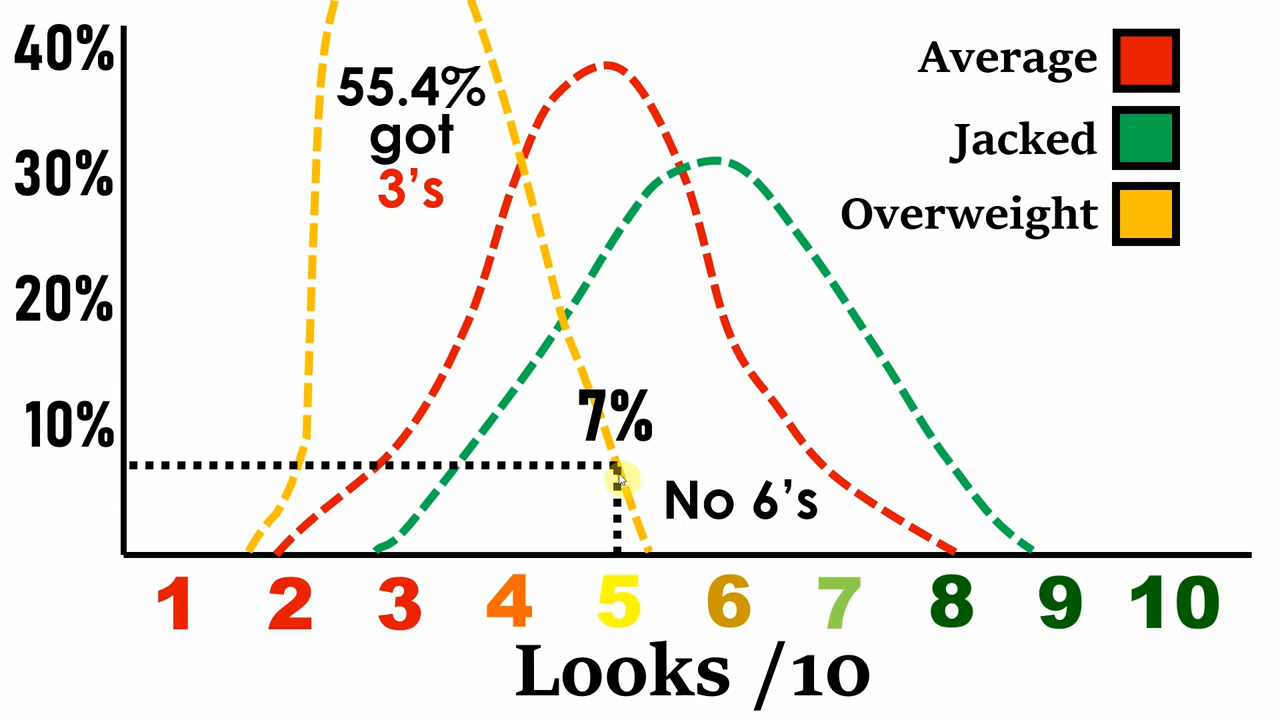 40%
30%
20%
10%
55.4%
got
3's
7%
No 6's
Average
Jacked
Overweight
1 2 3 4 5 6 7 8 9 10
Looks /10